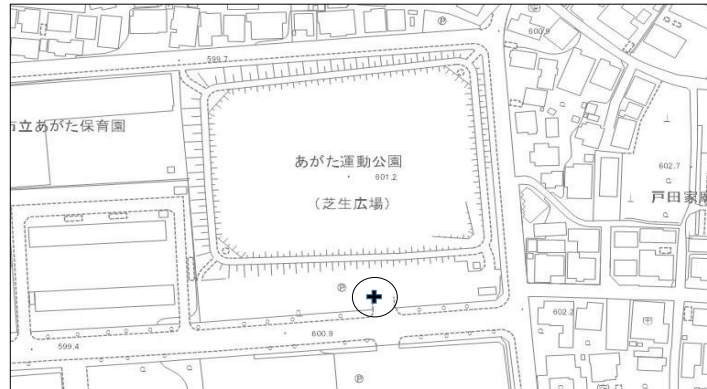 600.9
599.7
市立あがた保育園
あがた運動公園
601.2
(芝生広場)
602.7
戸田家廟
P
P
602.2
600.9
599.4
P